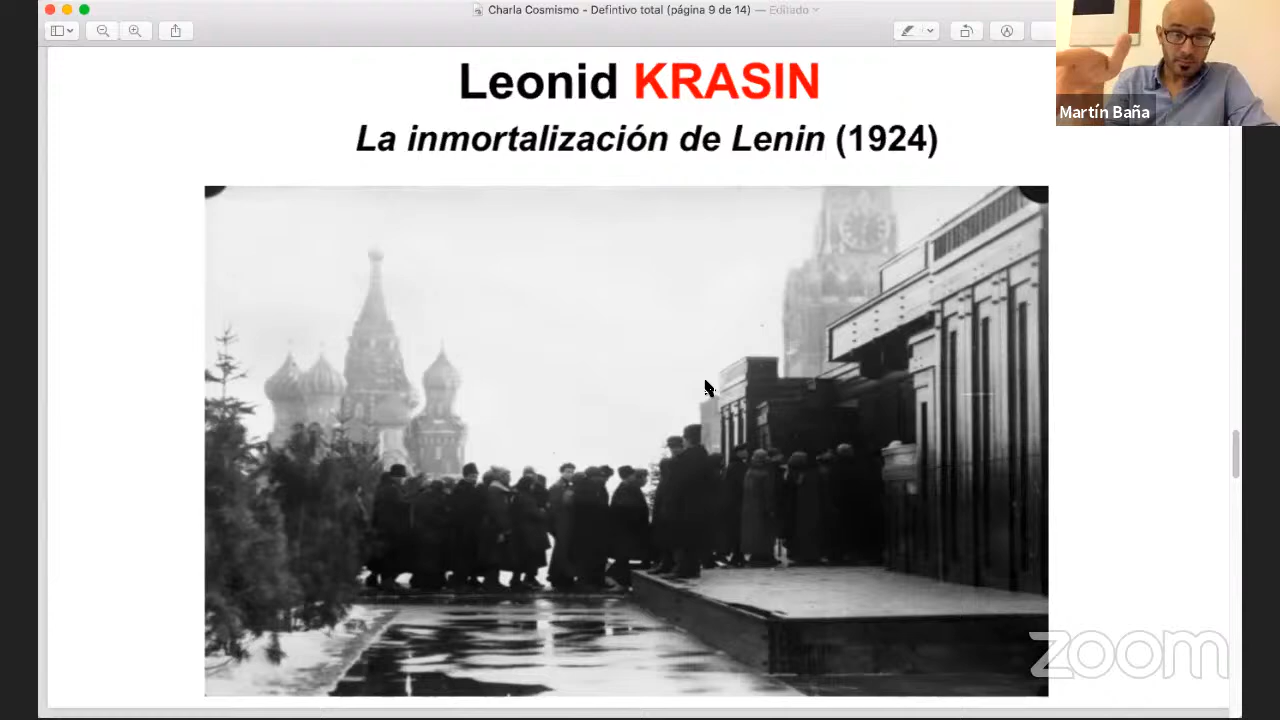 Charla Cosmismo - Defintivo total (página 9 de 14) — Editado
Leonid KRASIN
La inmortalización de Lenin (1924)
Martín Baña
zoom